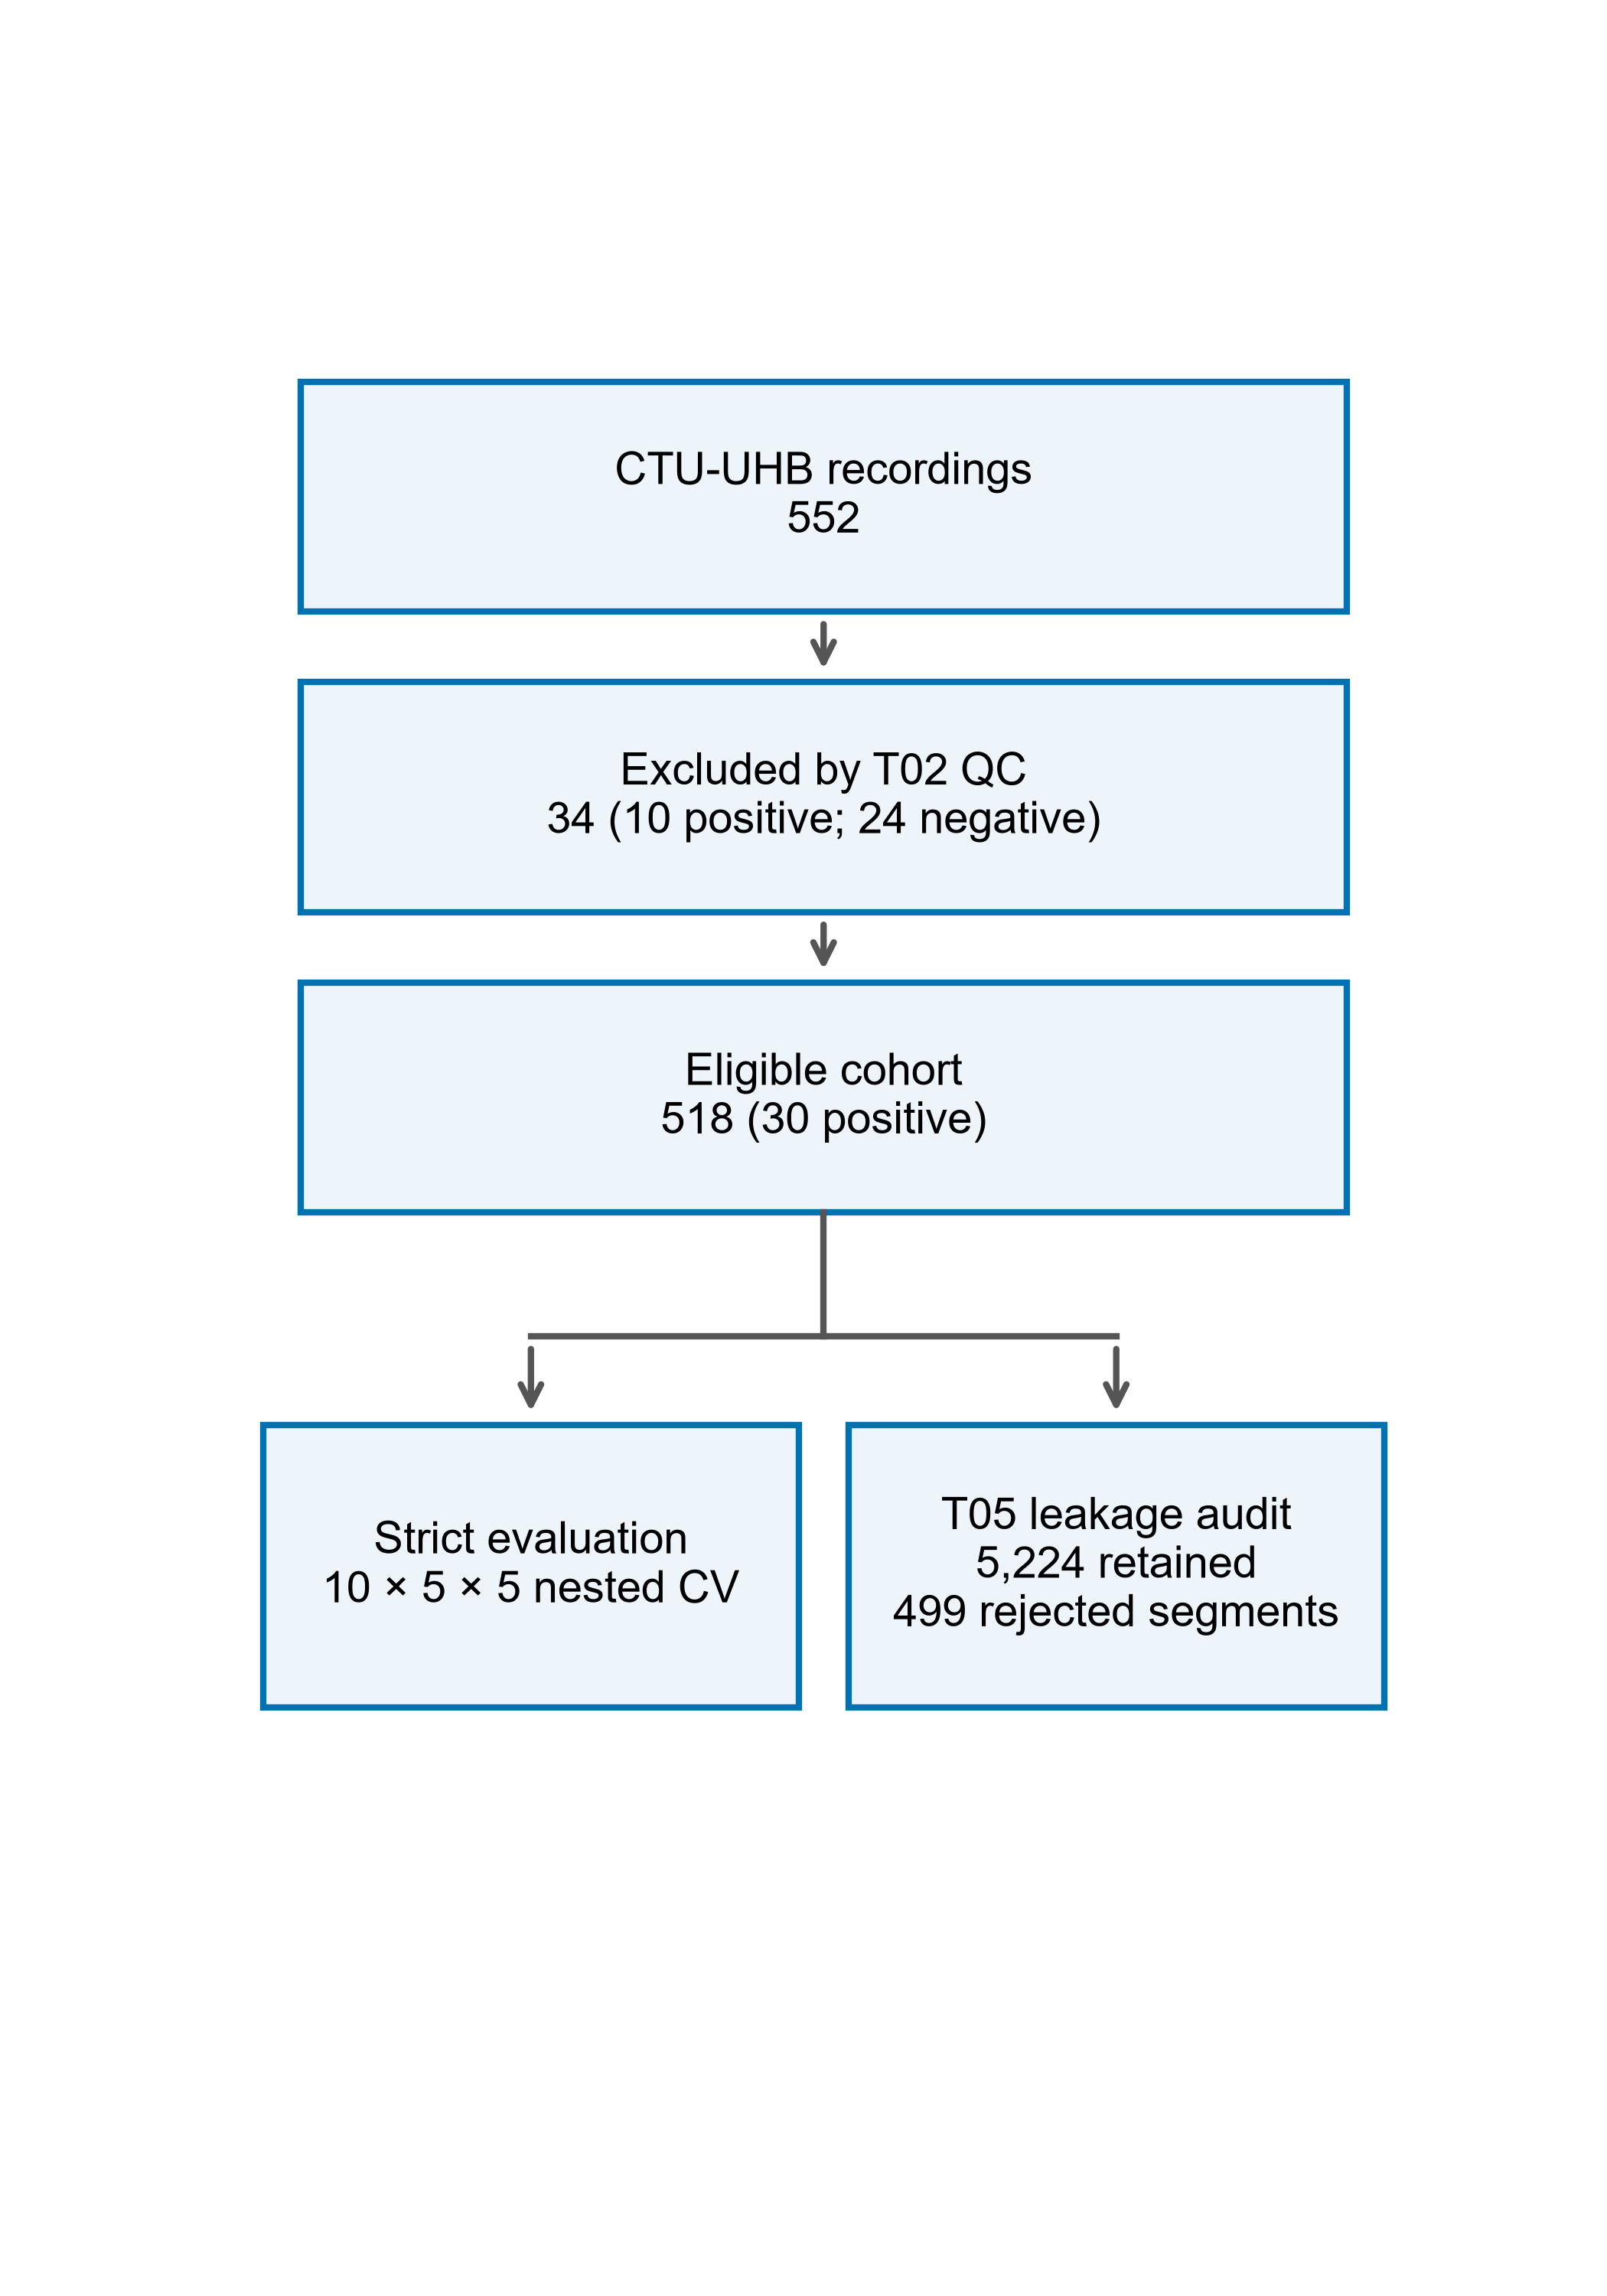 CTU-UHB recordings
552
Excluded by T02 QC
34 (10 positive; 24 negative)
Eligible cohort
518 (30 positive)
Strict evaluation
10 × 5 × 5 nested CV
T05 leakage audit
5,224 retained
499 rejected segments